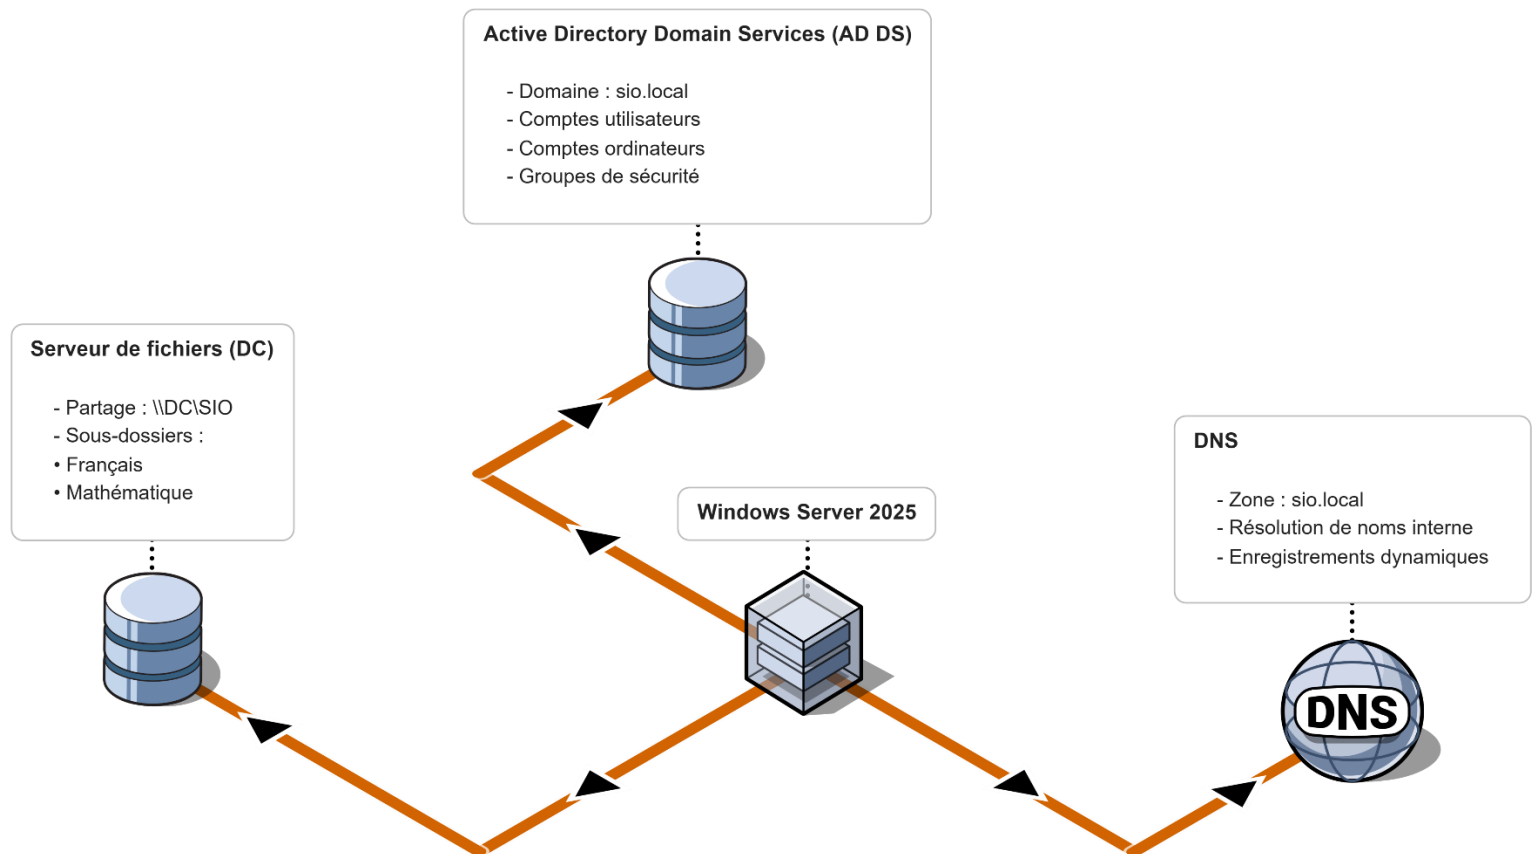 Active Directory Domain Services (AD DS)
- Domaine : sio.local
- Comptes utilisateurs
- Comptes ordinateurs
- Groupes de sécurité
Serveur de fichiers (DC)
- Partage : \\DC\SIO
- Sous-dossiers :
• Français
• Mathématique
Windows Server 2025
DNS
- Zone : sio.local
- Résolution de noms interne
- Enregistrements dynamiques
DNS